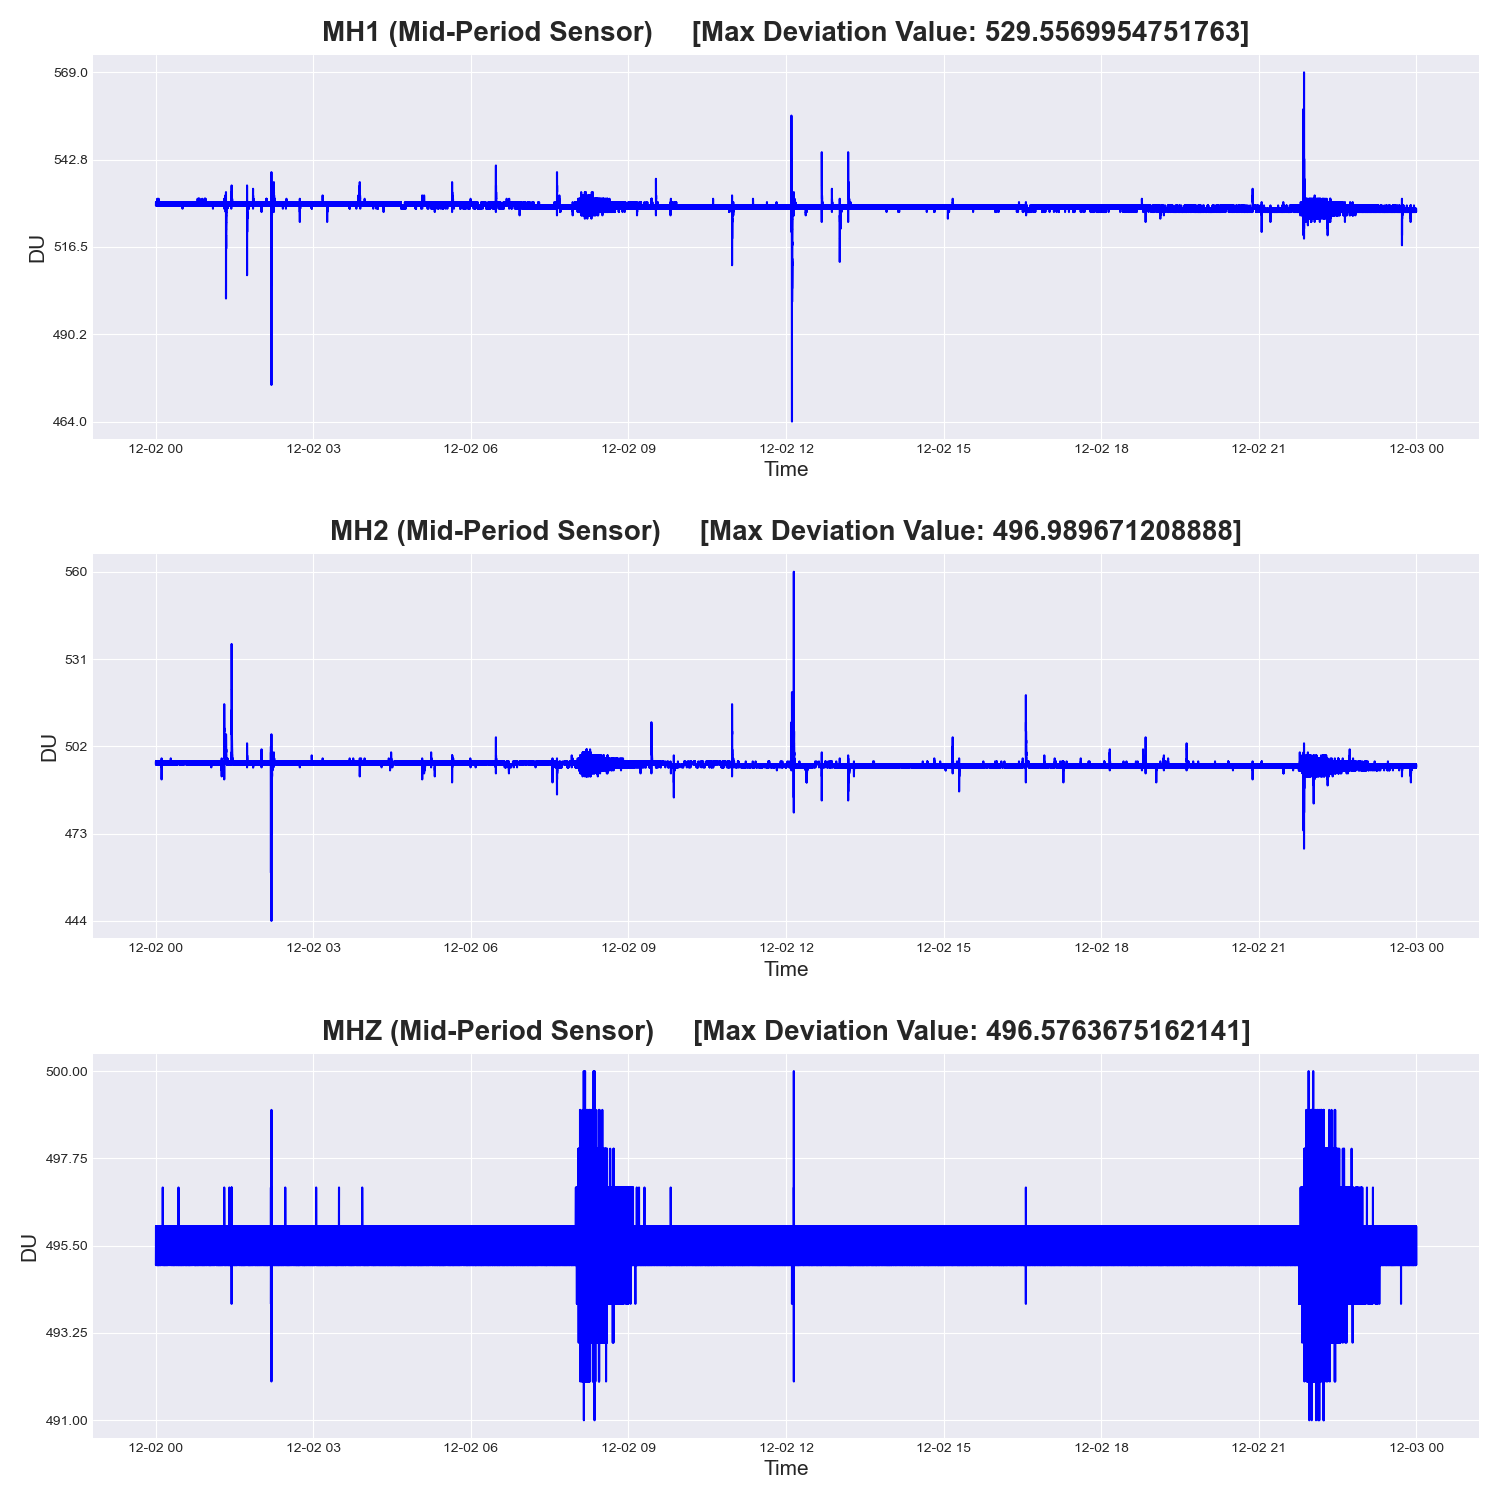 MH1 (Mid-Period Sensor) [Max Deviation Value: 529.5569954751763]
569.0
542.8
516.5
490.2
464.0
DU
12-02 00 12-02 03 12-02 06 12-02 09 12-02 12 12-02 15 12-02 18 12-02 21 12-03 00
Time
MH2 (Mid-Period Sensor) [Max Deviation Value: 496.989671208888]
560
531
502
473
444
DU
12-02 00 12-02 03 12-02 06 12-02 09 12-02 12 12-02 15 12-02 18 12-02 21 12-03 00
Time
MHZ (Mid-Period Sensor) [Max Deviation Value: 496.5763675162141]
500.00
497.75
495.50
493.25
491.00
DU
12-02 00 12-02 03 12-02 06 12-02 09 12-02 12 12-02 15 12-02 18 12-02 21 12-03 00
Time